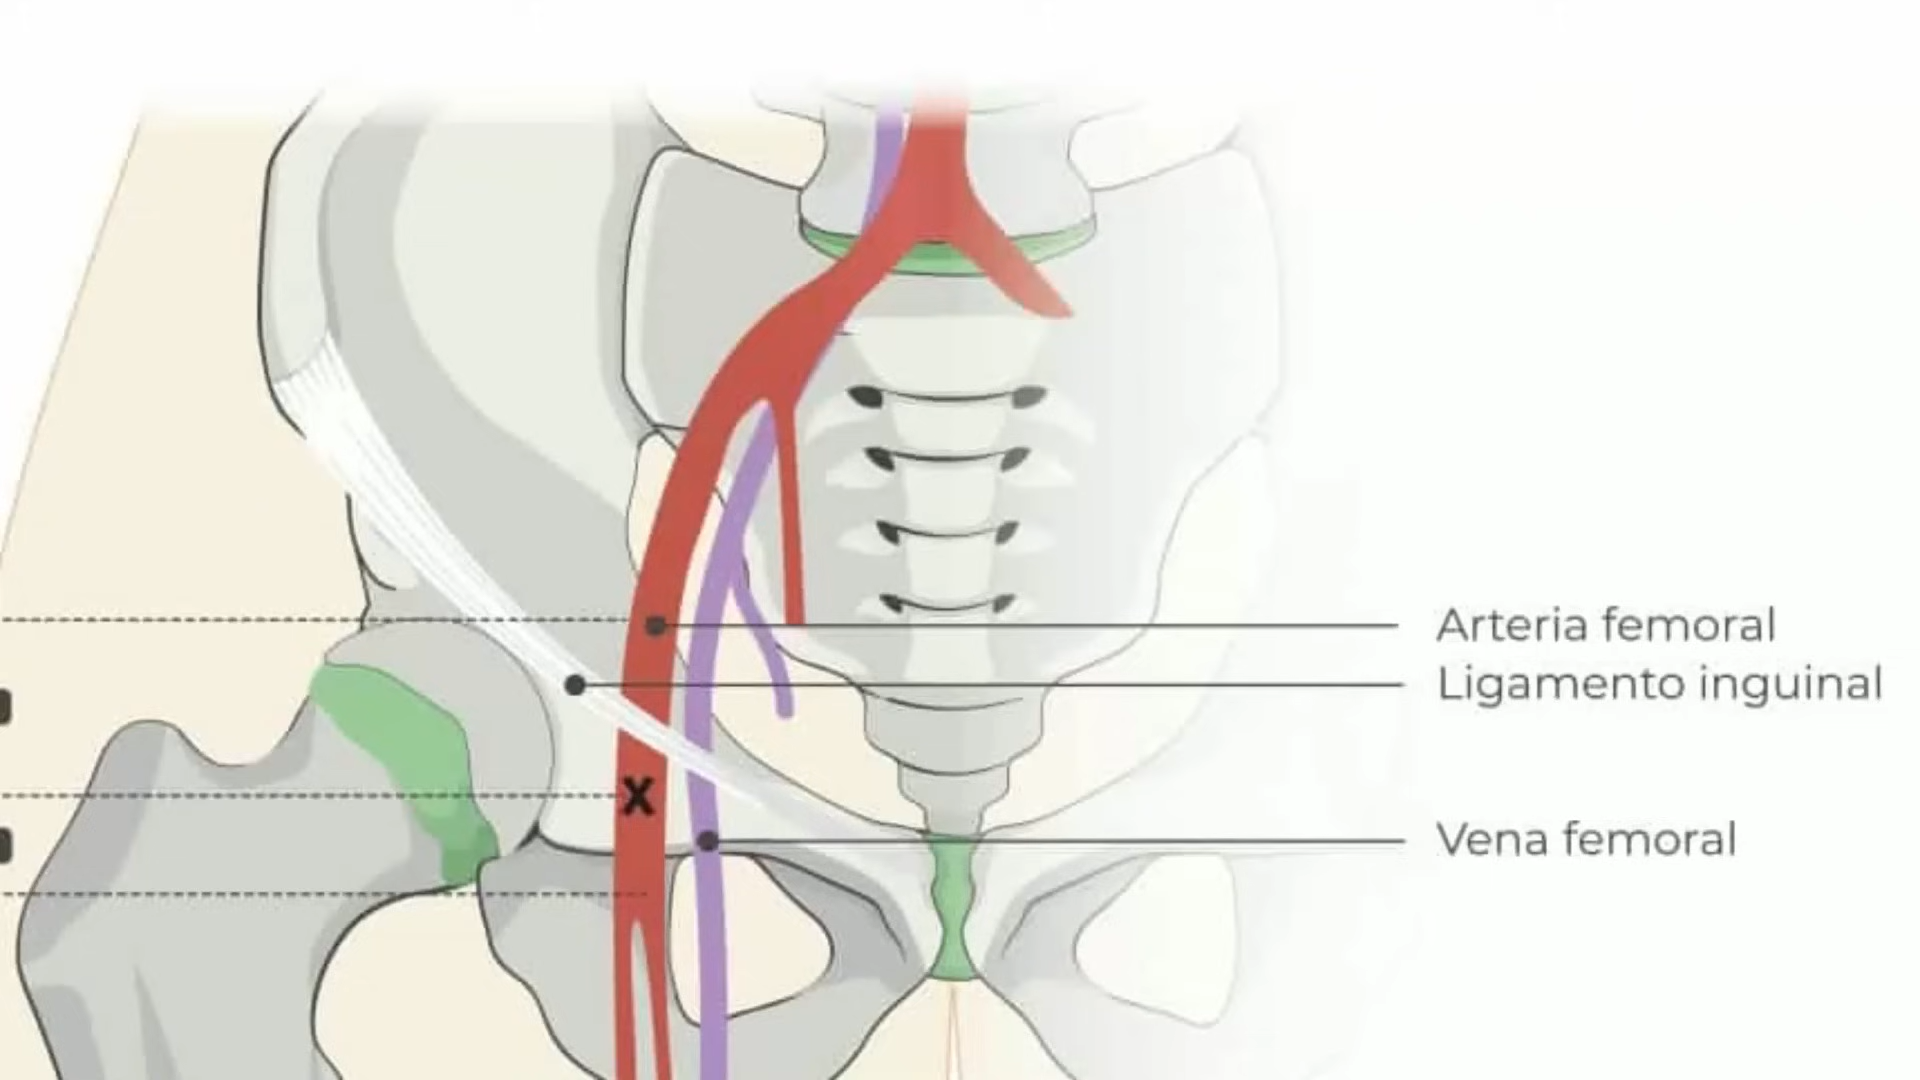 Arteria femoral
Ligamento inguinal
X
Vena femoral